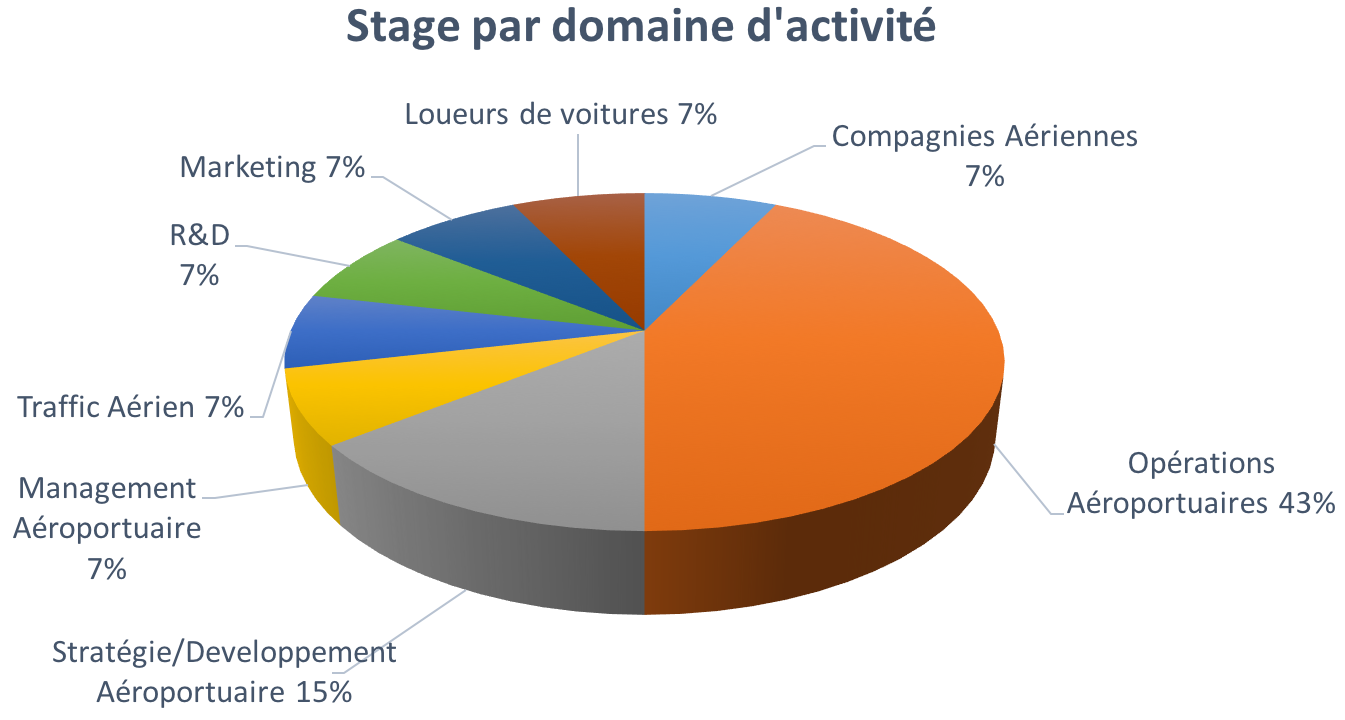 Stage par domaine d'activité
Loueurs de voitures 7%
Compagnies Aériennes
7%
Marketing 7%
R&D
7%
Traffic Aérien 7%
Opérations
Aéroportuaires 43%
Management
Aéroportuaire
7%
Stratégie/Developpement
Aéroportuaire 15%